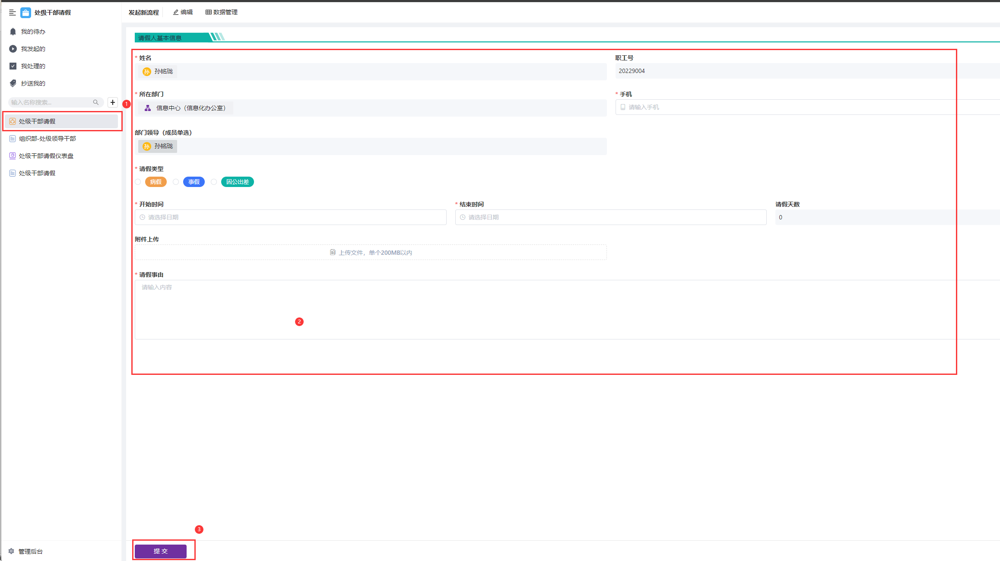 处级干部请假
我的待办
我发起的
我处理的
抄送我的
输入名称搜索...
1
处级干部请假
组织部-处级领导干部
处级干部请假仪表盘
处级干部请假
管理后台
发起新流程 编辑 数据管理
请假人基本信息
* 姓名 职工号
孙 孙铭珑 20229004
* 所在部门 * 手机
信息中心（信息化办公室） 请输入手机
部门领导（成员单选）
孙 孙铭珑
* 请假类型
病假 事假 因公出差
* 开始时间 * 结束时间 请假天数
请选择日期 请选择日期 0
附件上传
上传文件，单个200MB以内
* 请假事由
请输入内容
2
3
提 交